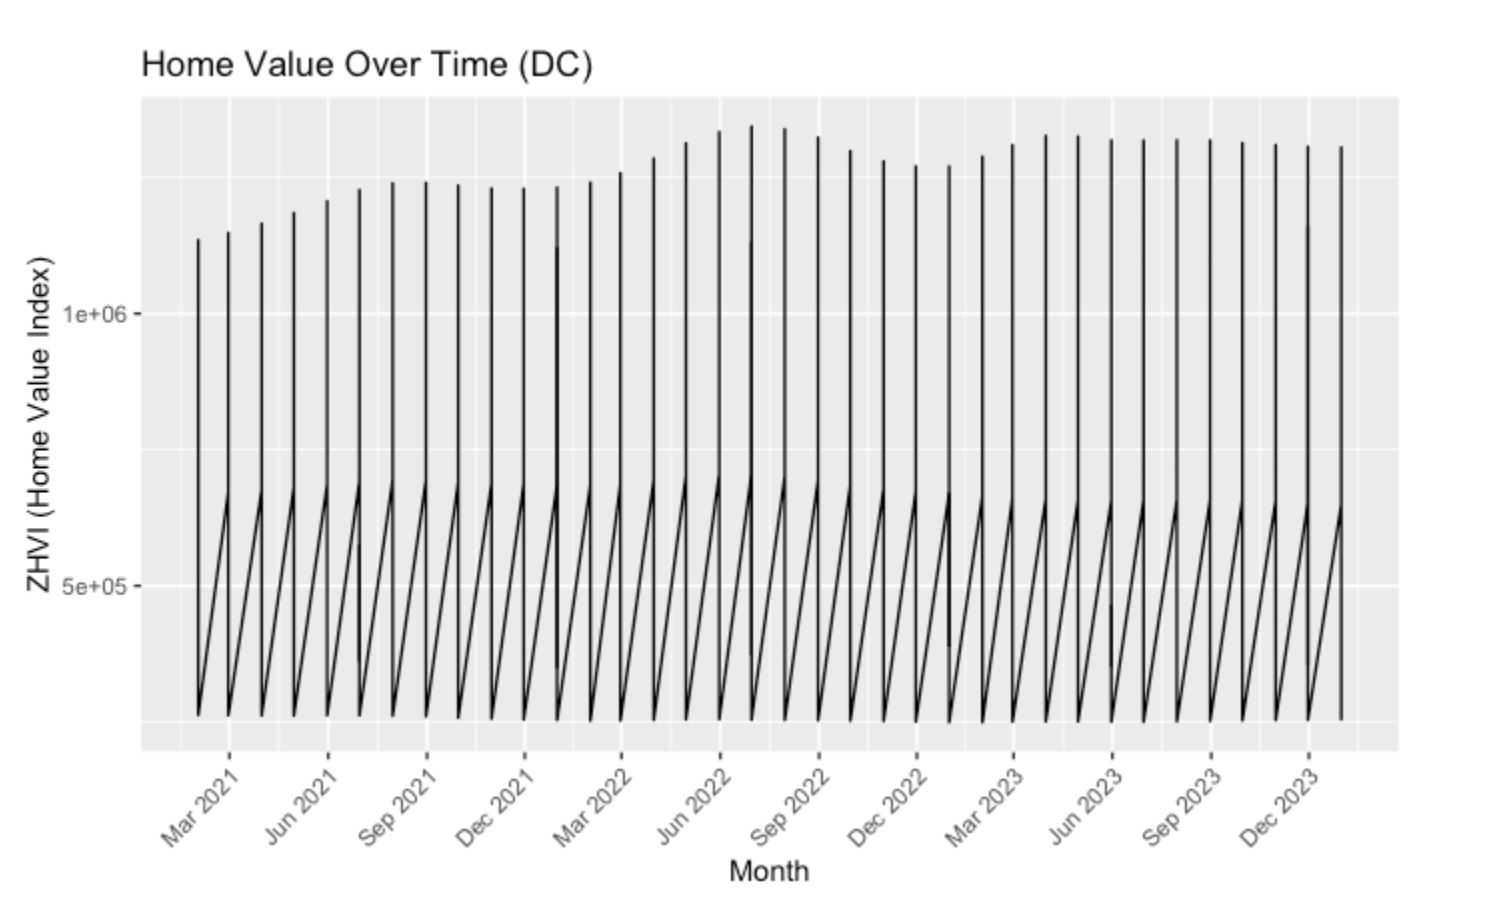 Home Value Over Time (DC)
ZHVI (Home Value Index)
1e+06
5e+05
Mar 2021
Jun 2021
Sep 2021
Dec 2021
Mar 2022
Jun 2022
Sep 2022
Dec 2022
Mar 2023
Jun 2023
Sep 2023
Dec 2023
Month